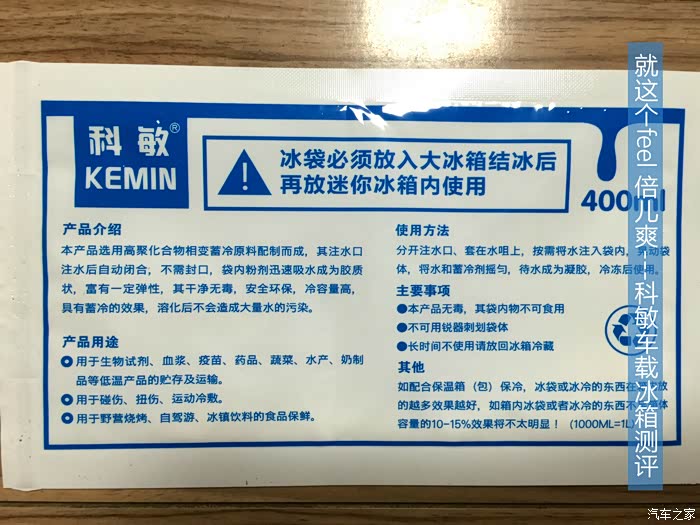 科敏®
KEMIN
冰袋必须放入大冰箱结冰后
再放迷你冰箱内使用
400ml
产品介绍
本产品选用高聚化合物相变蓄冷原料配制而成，其注水口
注水后自动闭合；不需封口，袋内粉剂迅速吸水成为胶质
状，富有一定弹性，其干净无毒，安全环保，冷容量高，
具有蓄冷的效果，溶化后不会造成大量水的污染。
产品用途
用于生物试剂、血浆、疫苗、药品、蔬菜、水产、奶制
品等低温产品的贮存及运输。
用于碰伤、扭伤、运动冷敷。
用于野营烧烤、自驾游、冰镇饮料的食品保鲜。
使用方法
分开注水口、套在水咀上，按需将水注入袋内，动袋
体，将水和蓄冷剂摇匀，待水成为凝胶，冷冻后使用。
主要事项
●本产品无毒，其袋内物不可食用
●不可用锐器刺划袋体
●长时间不使用请放回冰箱冷藏
其他
如配合保温箱（包）保冷，冰袋或冰冷的东西在放
的越多效果越好，如箱内冰袋或者冰冷的东西不体
容量的10-15%效果将不太明显！（1000ML=1L）
就这个feel 倍儿爽——科敏车载冰箱测评
汽车之家